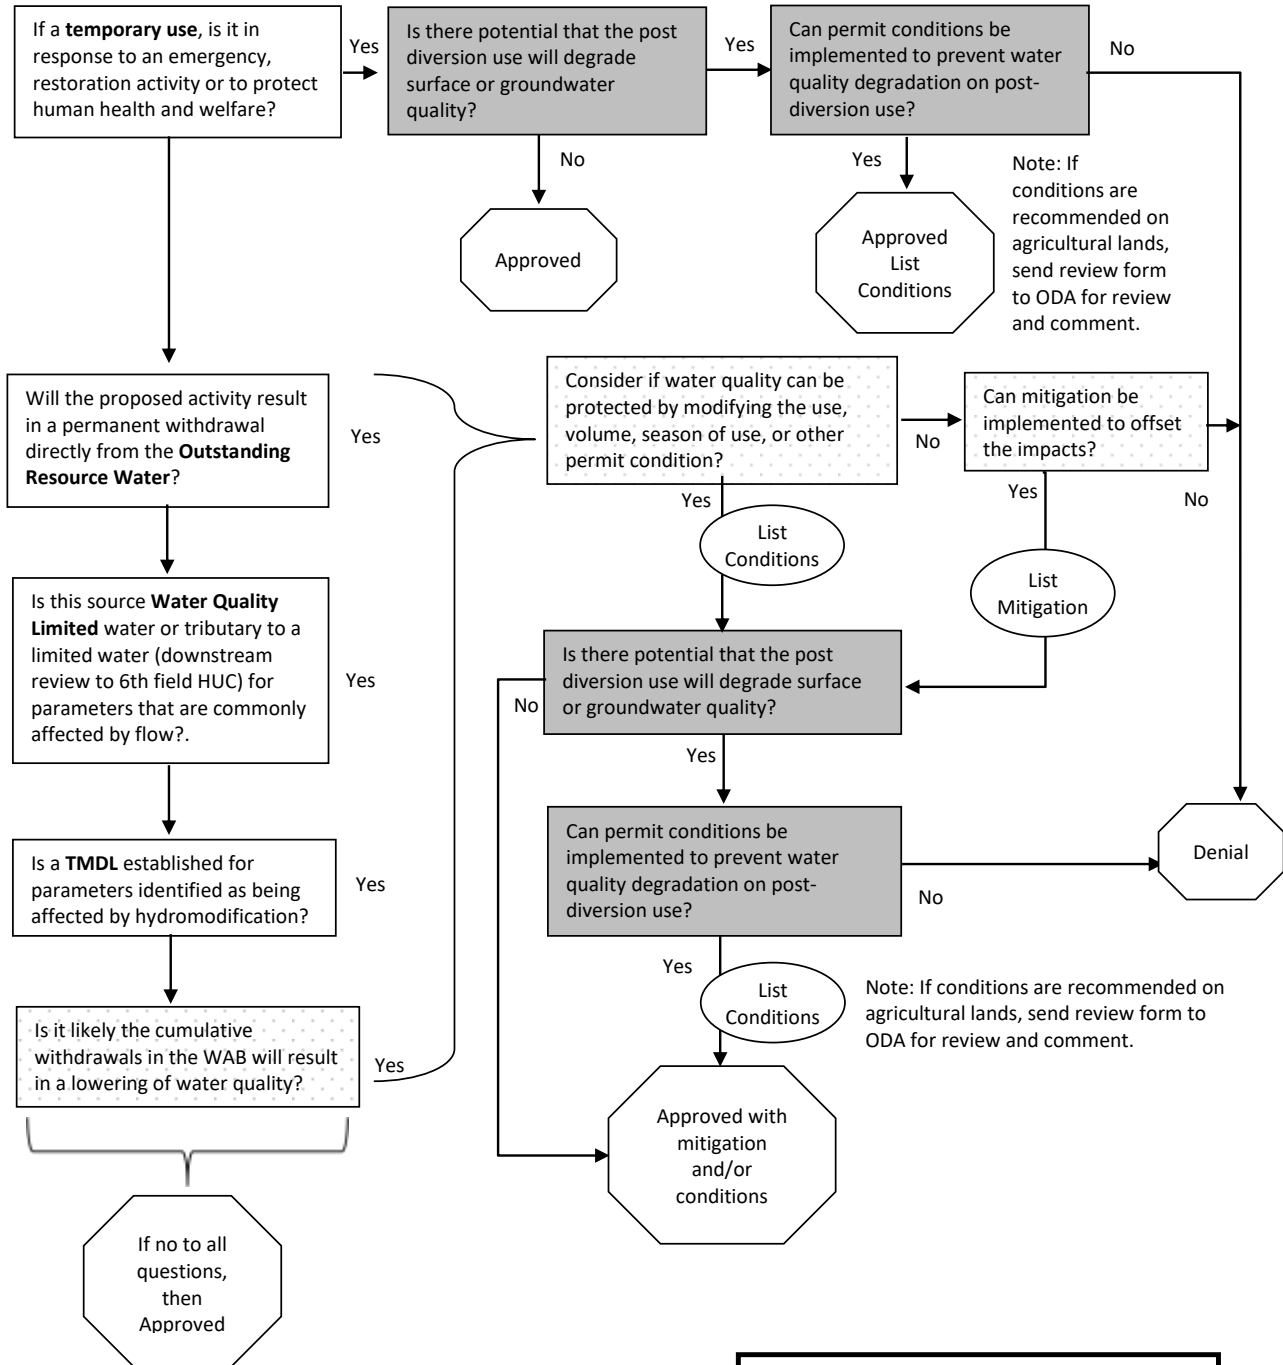 If a temporary use, is it in
response to an emergency,
restoration activity or to protect
human health and welfare?
Yes
Is there potential that the post
diversion use will degrade
surface or groundwater
quality?
Yes
Can permit conditions be
implemented to prevent water
quality degradation on post-
diversion use?
No
No
Approved
Yes
Approved
List
Conditions
Note: If
conditions are
recommended on
agricultural lands,
send review form
to ODA for review
and comment.
Will the proposed activity result
in a permanent withdrawal
directly from the Outstanding
Resource Water?
Yes
Consider if water quality can be
protected by modifying the use,
volume, season of use, or other
permit condition?
No
Can mitigation be
implemented to offset
the impacts?
No
Yes
List
Conditions
Yes
List
Mitigation
Is this source Water Quality
Limited water or tributary to a
limited water (downstream
review to 6th field HUC) for
parameters that are commonly
affected by flow?.
Yes
Is there potential that the post
diversion use will degrade surface
or groundwater quality?
No
Yes
Is a TMDL established for
parameters identified as being
affected by hydromodification?
Yes
Can permit conditions be
implemented to prevent water
quality degradation on post-
diversion use?
No
Denial
Yes
List
Conditions
Note: If conditions are recommended on
agricultural lands, send review form to
ODA for review and comment.
Is it likely the cumulative
withdrawals in the WAB will result
in a lowering of water quality?
Yes
Approved with
mitigation
and/or
conditions
If no to all
questions,
then
Approved